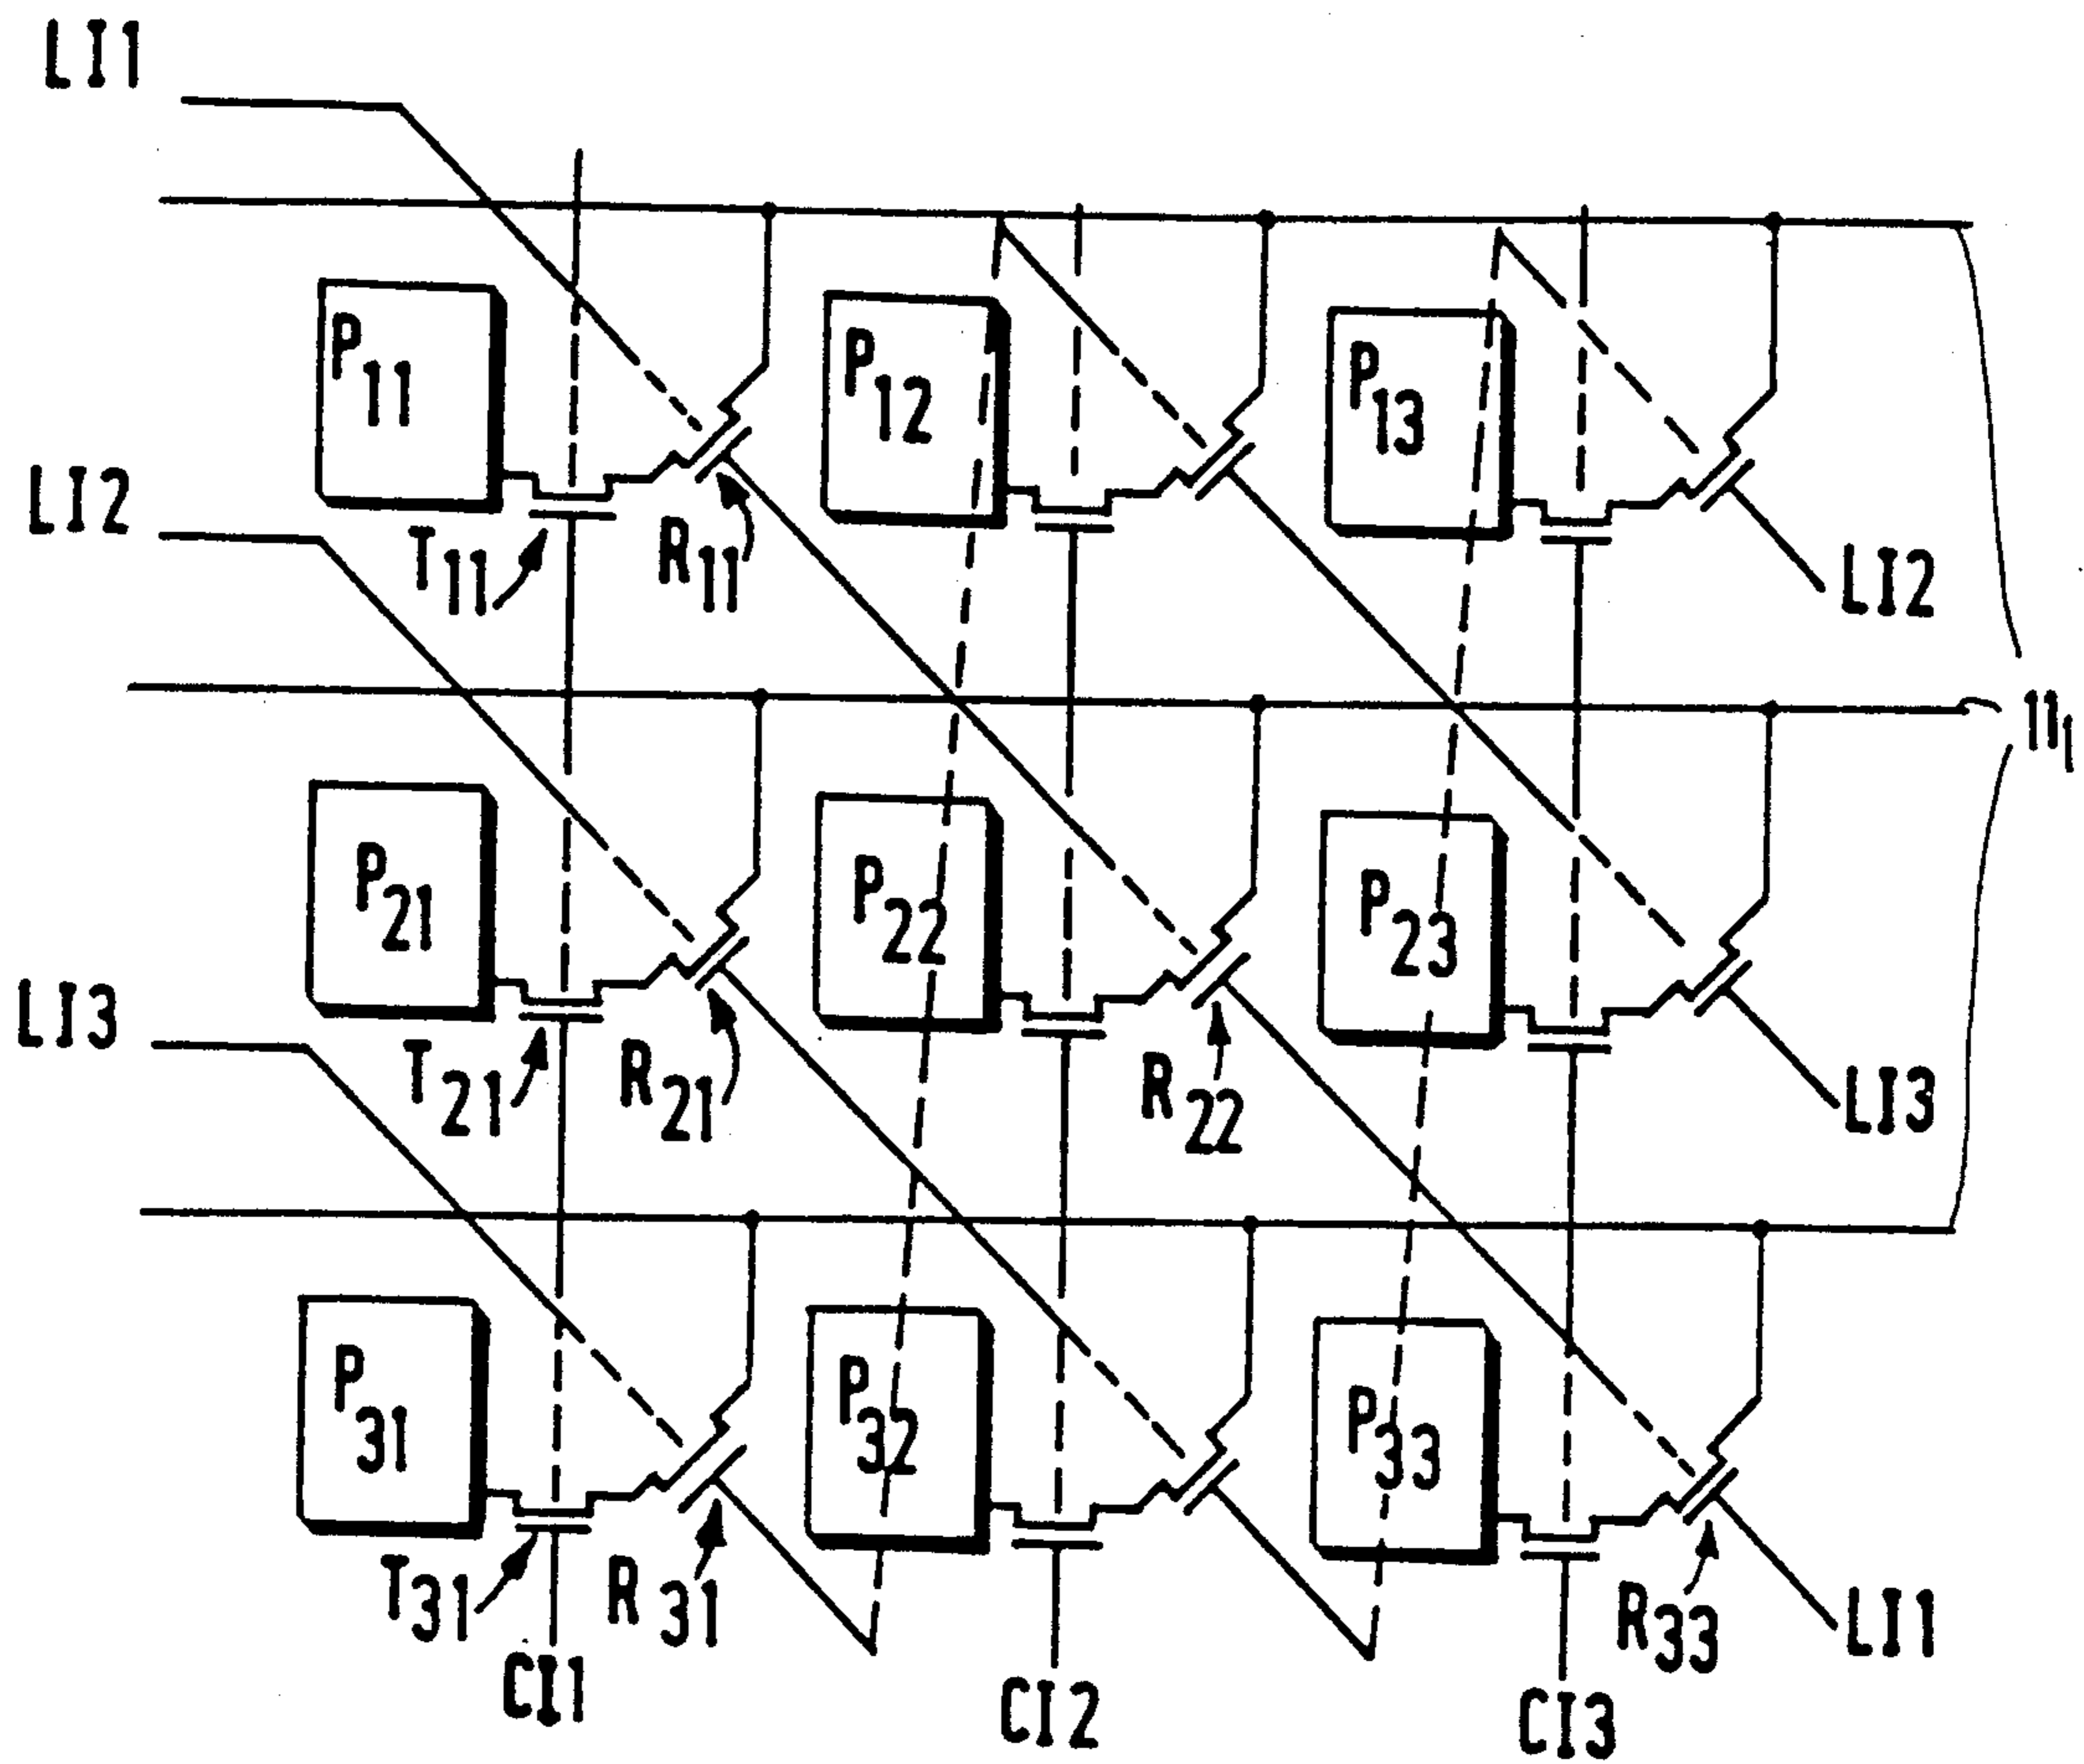 LI1
P11
P12
P13
LI2
T11
R11
LI2
11₁
P21
P22
P23
LI3
T21
R21
R22
LI3
P31
P32
P33
T31
R31
R33
LI1
CI1
CI2
CI3